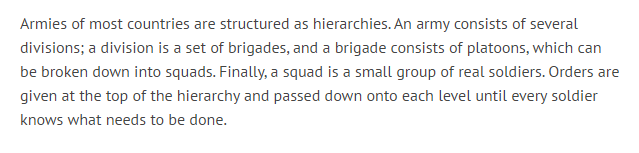 Armies of most countries are structured as hierarchies. An army consists of several
divisions; a division is a set of brigades, and a brigade consists of platoons, which can
be broken down into squads. Finally, a squad is a small group of real soldiers. Orders are
given at the top of the hierarchy and passed down onto each level until every soldier
knows what needs to be done.